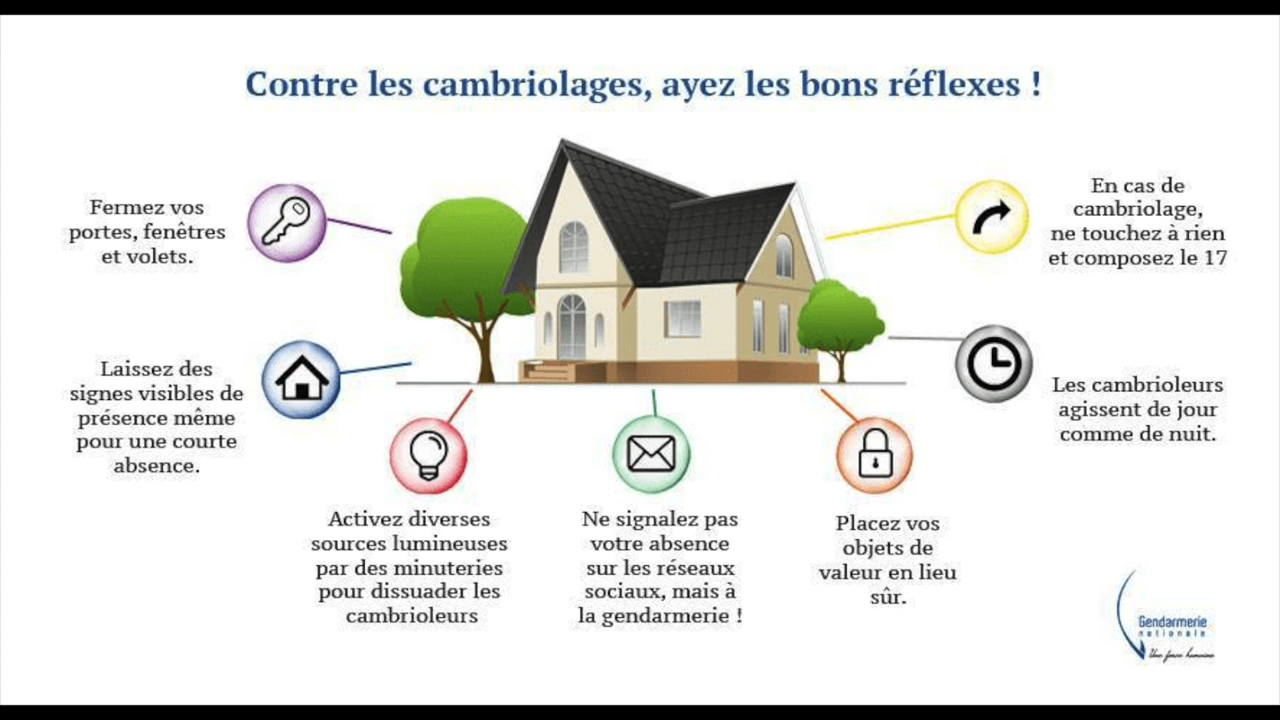 Contre les cambriolages, ayez les bons réflexes !
Fermez vos
portes, fenêtres
et volets.
En cas de
cambriolage,
ne touchez à rien
et composez le 17
Laissez des
signes visibles de
présence même
pour une courte
absence.
Les cambrioleurs
agissent de jour
comme de nuit.
Activez diverses
sources lumineuses
par des minuteries
pour dissuader les
cambrioleurs
Ne signalez pas
votre absence
sur les réseaux
sociaux, mais à
la gendarmerie !
Placez vos
objets de
valeur en lieu
sûr.
Gendarmerie
nationale
Une force humaine